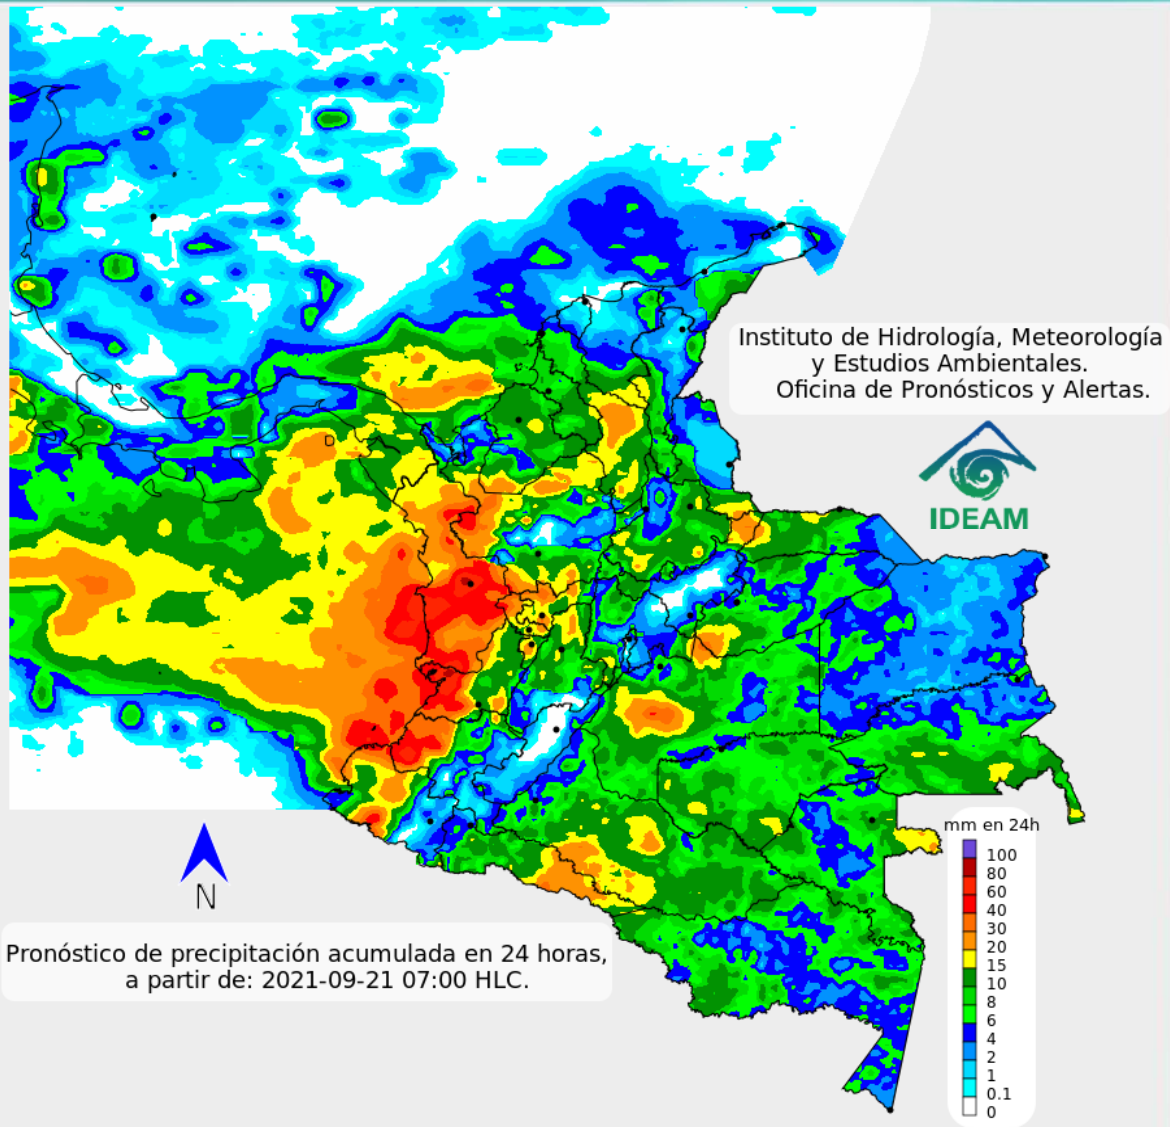 Instituto de Hidrología, Meteorología
y Estudios Ambientales.
Oficina de Pronósticos y Alertas.
IDEAM
mm en 24h
100
80
60
40
30
20
15
10
8
6
4
2
1
0.1
0
N
Pronóstico de precipitación acumulada en 24 horas,
a partir de: 2021-09-21 07:00 HLC.